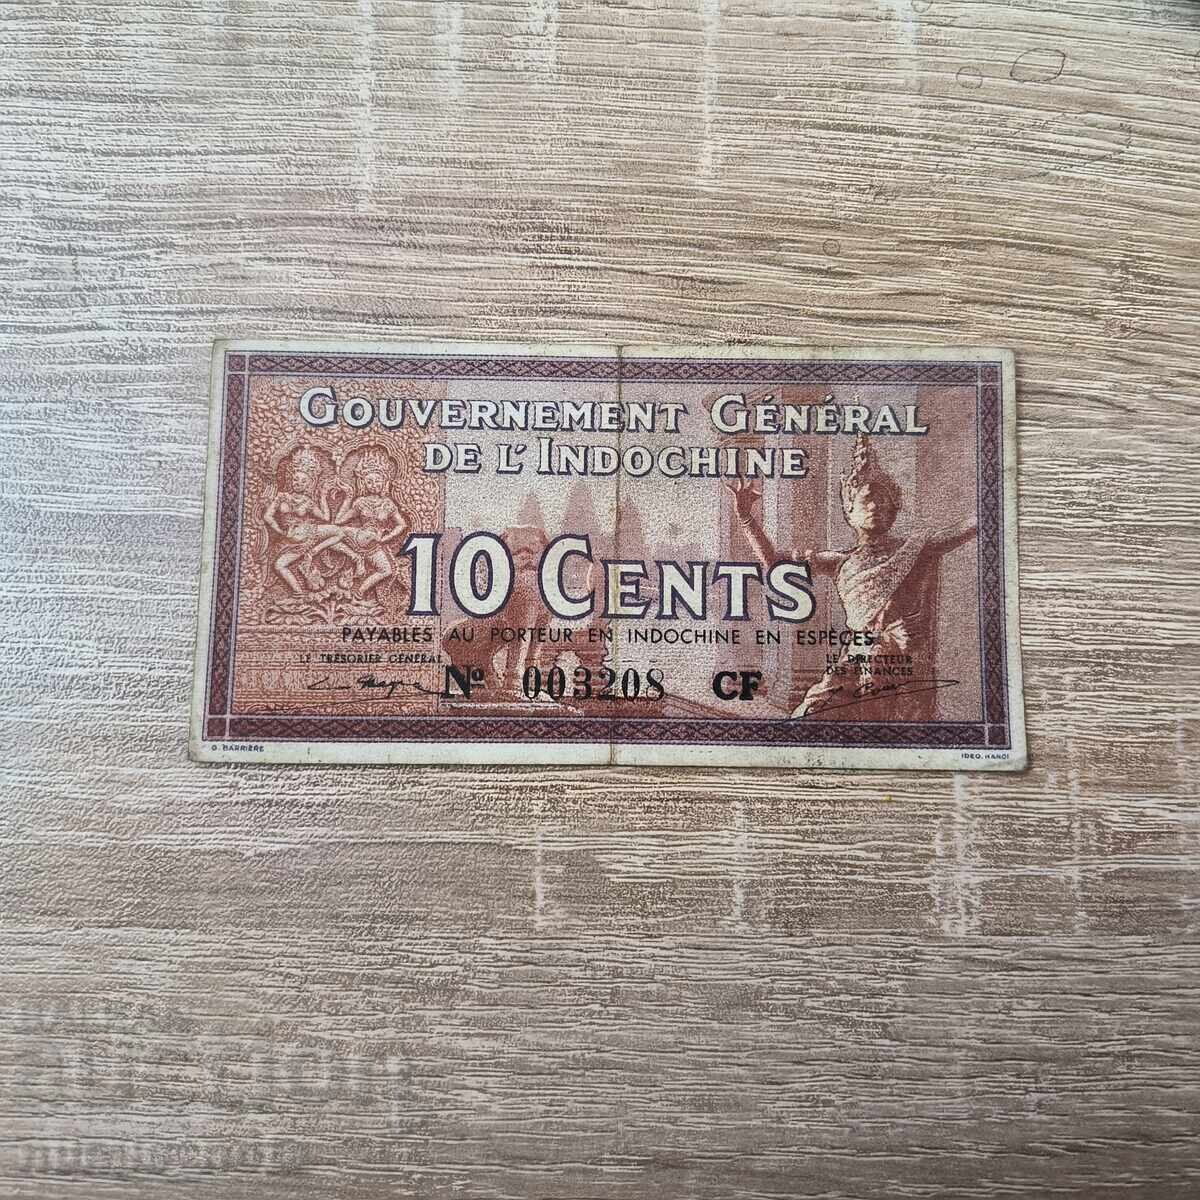 GOUVERNEMENT GÉNÉRAL
DE L'INDOCHINE
10 CENTS
PAYABLES AU PORTEUR EN INDOCHINE EN ESPÈCES
LE TRÉSORIER GÉNÉRAL
LE DIRECTEUR
DES FINANCES
Nº 003208 CF
G. BARRIÈRE
IDEO. HANOI